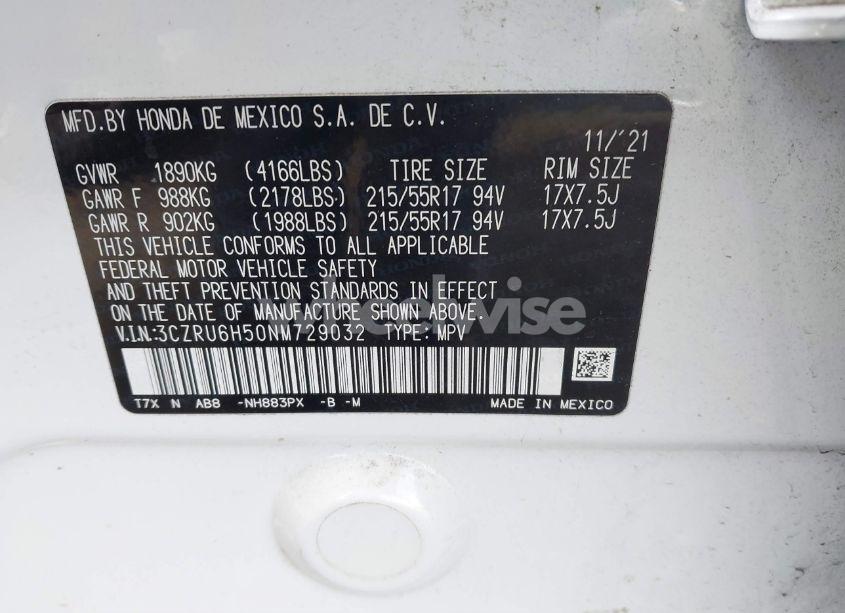 MFD.BY HONDA DE MEXICO S.A. DE C.V.
11/'21
GVWR 1890KG (4166LBS) TIRE SIZE RIM SIZE
GAWR F 988KG (2178LBS) 215/55R17 94V 17X7.5J
GAWR R 902KG (1988LBS) 215/55R17 94V 17X7.5J
THIS VEHICLE CONFORMS TO ALL APPLICABLE
FEDERAL MOTOR VEHICLE SAFETY
AND THEFT PREVENTION STANDARDS IN EFFECT
ON THE DATE OF MANUFACTURE SHOWN ABOVE.
V.I.N:3CZRU6H50NM729032 TYPE: MPV
T7X N AB8 -NH883PX -B -M MADE IN MEXICO